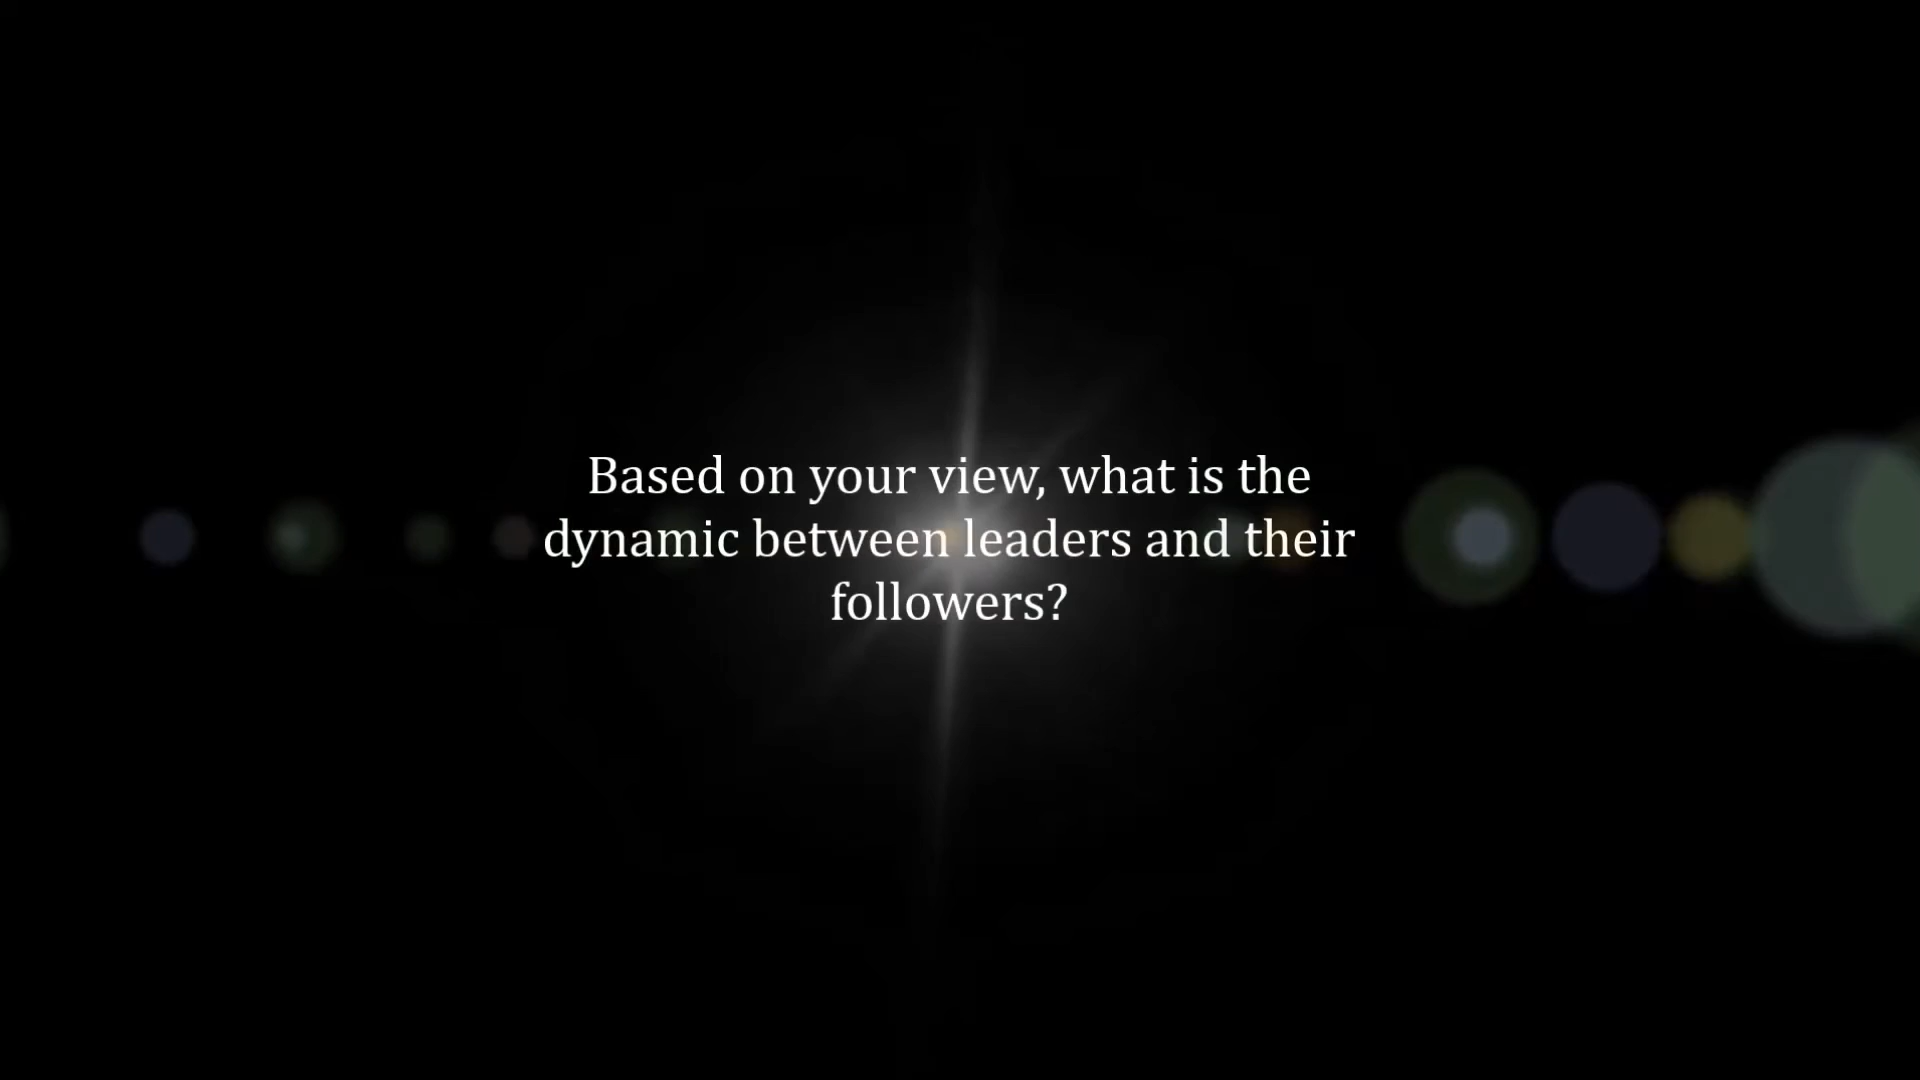 Based on your view, what is the
dynamic between leaders and their
followers?